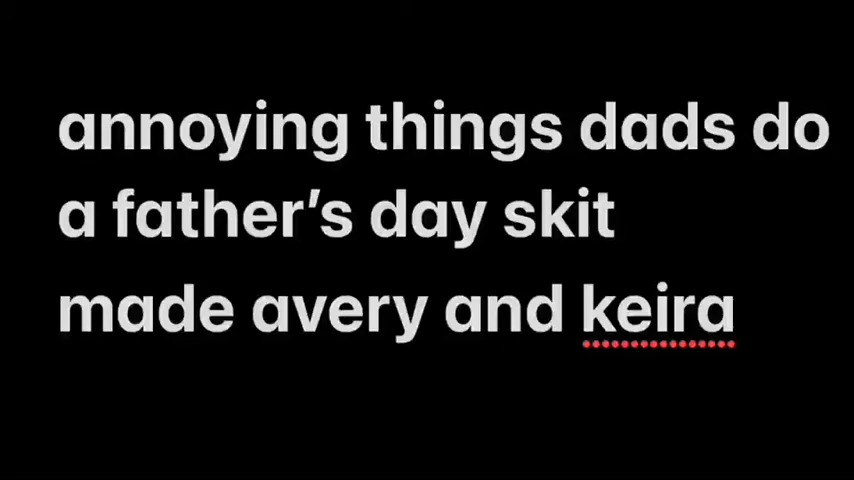 annoying things dads do
a father's day skit
made avery and keira